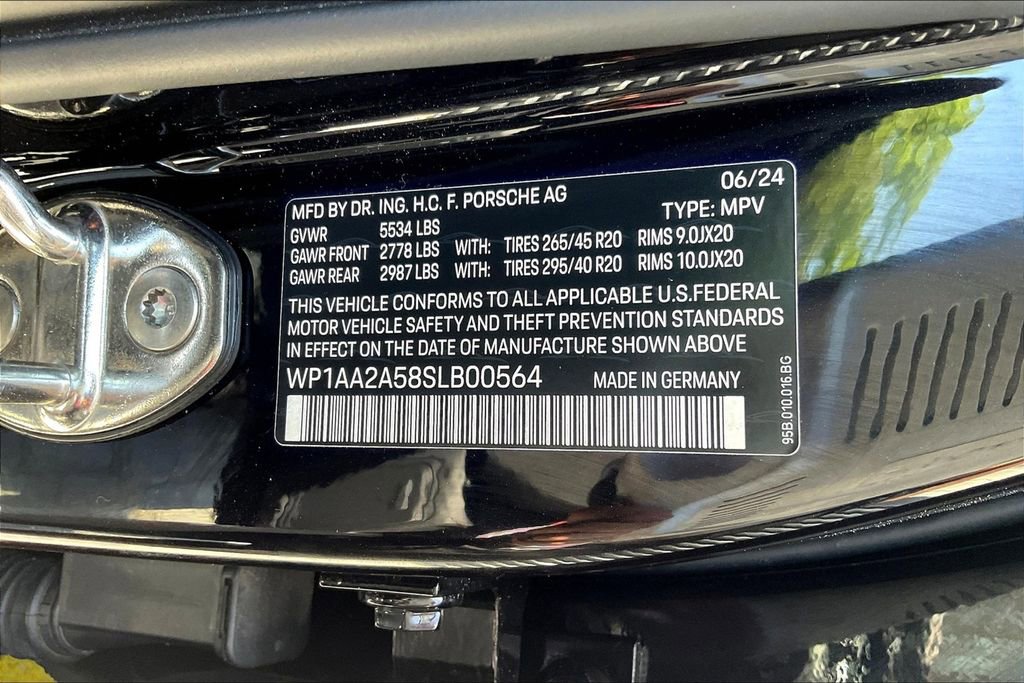 06/24
MFD BY DR. ING. H.C. F. PORSCHE AG
TYPE: MPV
GVWR 5534 LBS
GAWR FRONT 2778 LBS WITH: TIRES 265/45 R20 RIMS 9.0JX20
GAWR REAR 2987 LBS WITH: TIRES 295/40 R20 RIMS 10.0JX20
THIS VEHICLE CONFORMS TO ALL APPLICABLE U.S.FEDERAL
MOTOR VEHICLE SAFETY AND THEFT PREVENTION STANDARDS
IN EFFECT ON THE DATE OF MANUFACTURE SHOWN ABOVE
WP1AA2A58SLB00564 MADE IN GERMANY
95B.010.016.BG